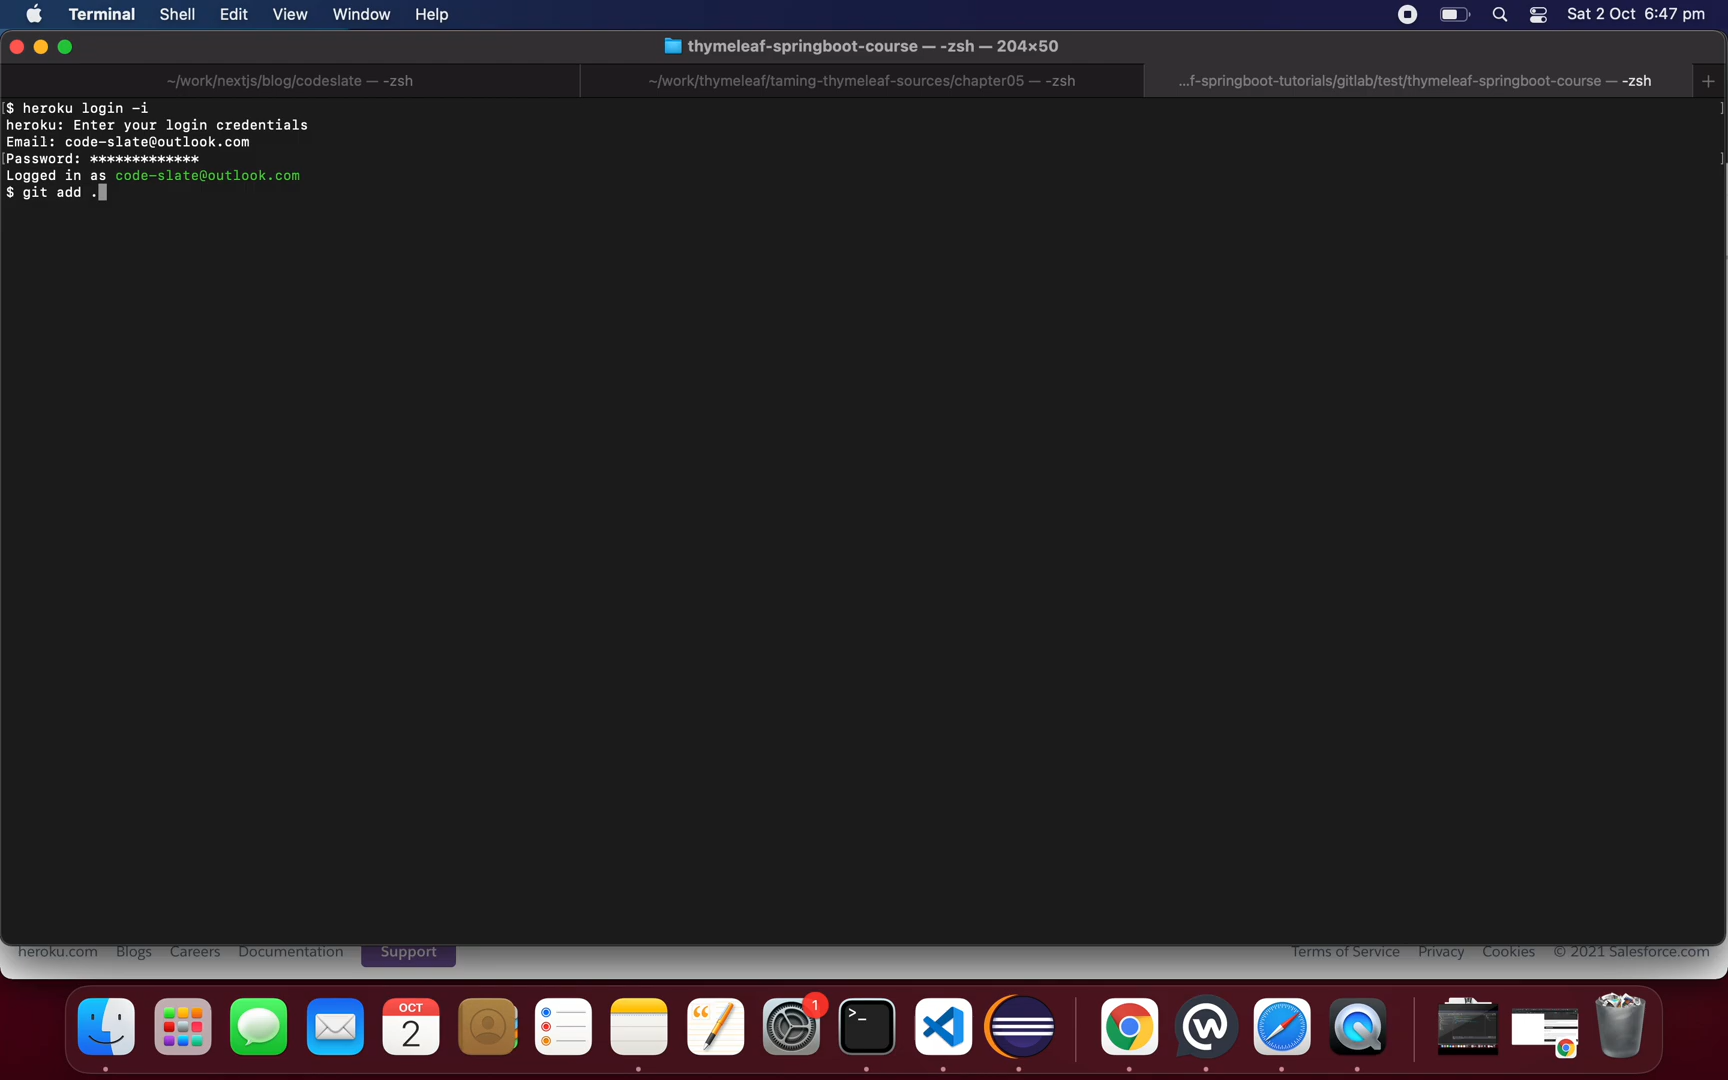 Terminal Shell Edit View Window Help
Sat 2 Oct 6:47 pm
thymeleaf-springboot-course — -zsh — 204×50
~/work/nextjs/blog/codeslate — -zsh
~/work/thymeleaf/taming-thymeleaf-sources/chapter05 — -zsh
...f-springboot-tutorials/gitlab/test/thymeleaf-springboot-course — -zsh
+
[$ heroku login -i ]
heroku: Enter your login credentials
Email: code-slate@outlook.com
[Password: ************* ]
Logged in as code-slate@outlook.com
$ git add .
heroku.com Blogs Careers Documentation Support
Terms of Service Privacy Cookies © 2021 Salesforce.com
OCT
2
1
>_